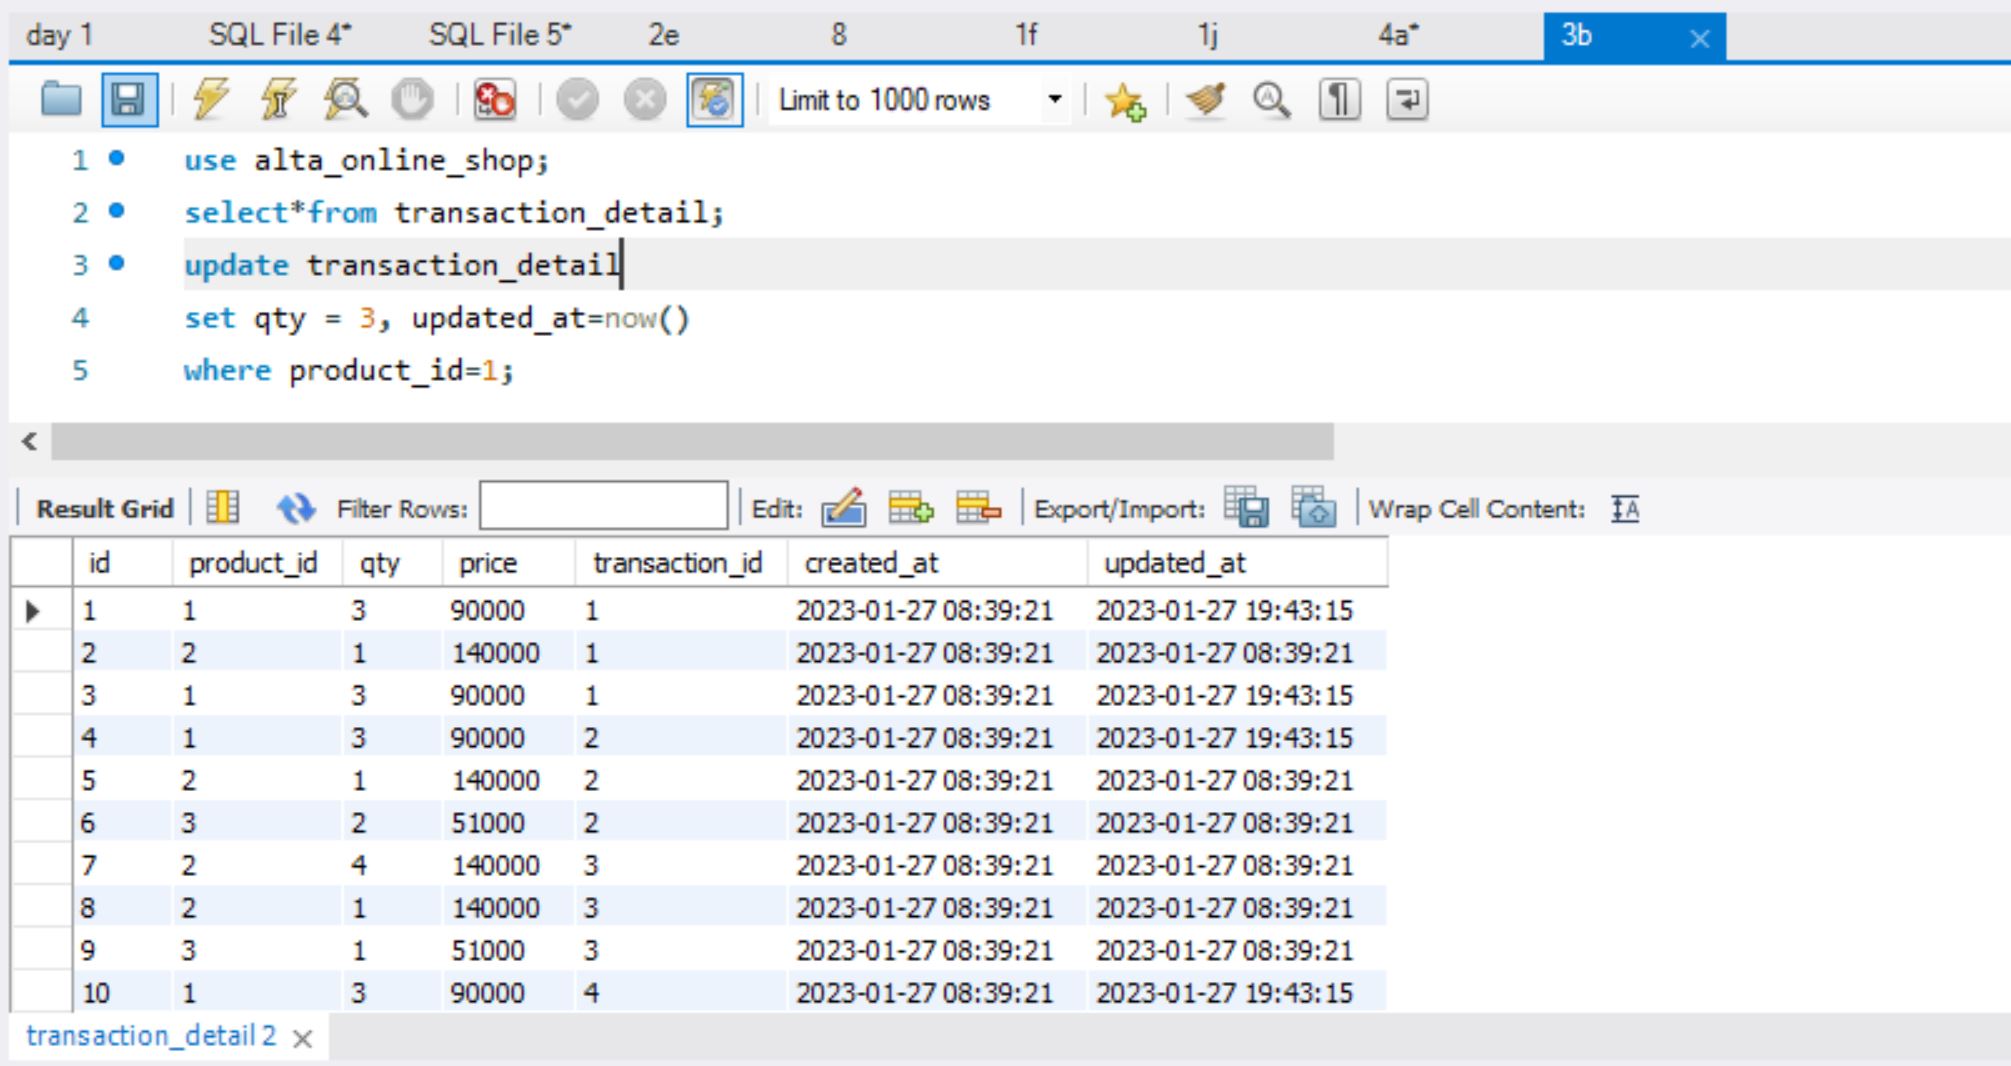 day 1 SQL File 4* SQL File 5* 2e 8 1f 1j 4a* 3b
Limit to 1000 rows
1 use alta_online_shop;
2 select*from transaction_detail;
3 update transaction_detail
4 set qty = 3, updated_at=now()
5 where product_id=1;
Result Grid Filter Rows: Edit: Export/Import: Wrap Cell Content:
id product_id qty price transaction_id created_at updated_at
1 1 3 90000 1 2023-01-27 08:39:21 2023-01-27 19:43:15
2 2 1 140000 1 2023-01-27 08:39:21 2023-01-27 08:39:21
3 1 3 90000 1 2023-01-27 08:39:21 2023-01-27 19:43:15
4 1 3 90000 2 2023-01-27 08:39:21 2023-01-27 19:43:15
5 2 1 140000 2 2023-01-27 08:39:21 2023-01-27 08:39:21
6 3 2 51000 2 2023-01-27 08:39:21 2023-01-27 08:39:21
7 2 4 140000 3 2023-01-27 08:39:21 2023-01-27 08:39:21
8 2 1 140000 3 2023-01-27 08:39:21 2023-01-27 08:39:21
9 3 1 51000 3 2023-01-27 08:39:21 2023-01-27 08:39:21
10 1 3 90000 4 2023-01-27 08:39:21 2023-01-27 19:43:15
transaction_detail 2